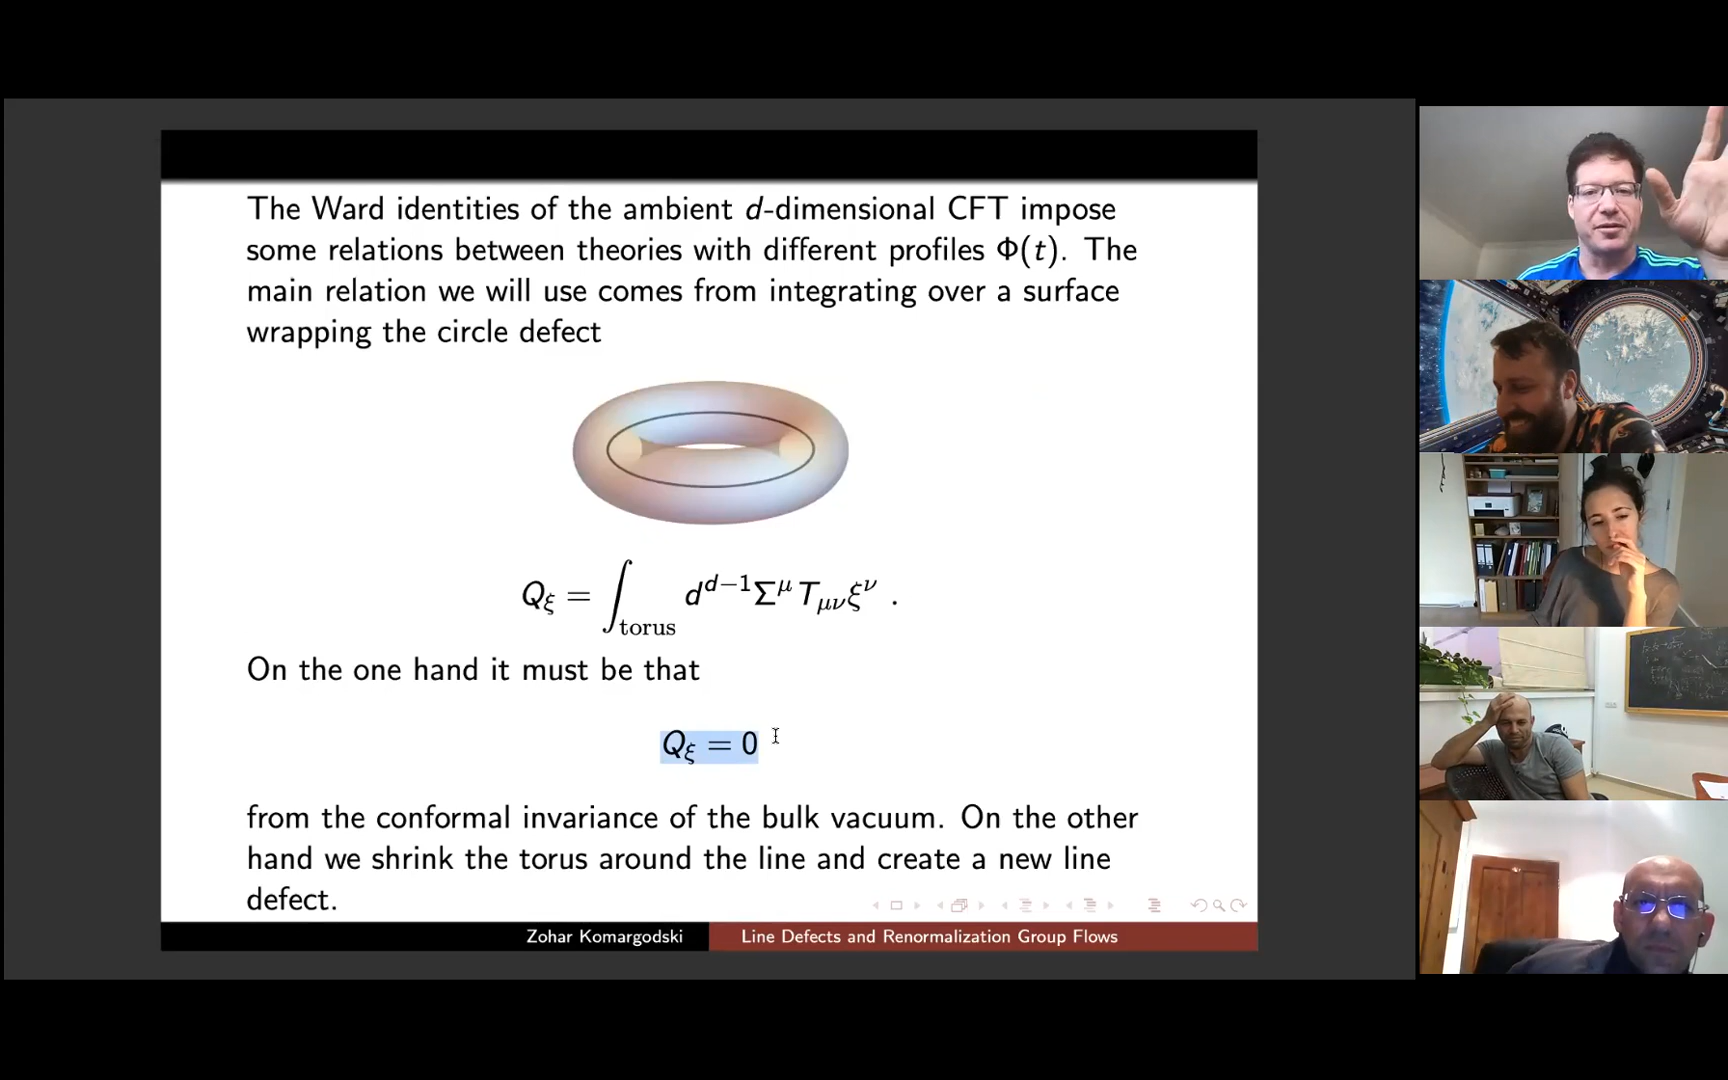 The Ward identities of the ambient d-dimensional CFT impose
some relations between theories with different profiles Φ(t). The
main relation we will use comes from integrating over a surface
wrapping the circle defect
Q_ξ = ∫_torus d^{d−1}Σ^μ T_{μν}ξ^ν .
On the one hand it must be that
Q_ξ = 0
from the conformal invariance of the bulk vacuum. On the other
hand we shrink the torus around the line and create a new line
defect.
Zohar Komargodski
Line Defects and Renormalization Group Flows